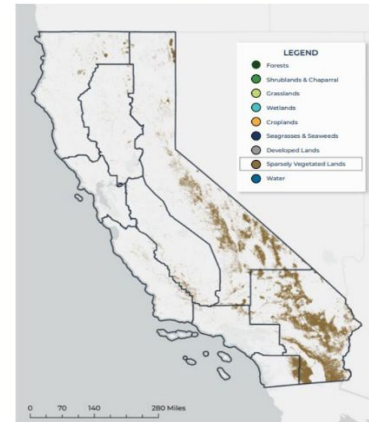 LEGEND
Forests
Shrublands & Chaparral
Grasslands
Wetlands
Croplands
Seagrasses & Seaweeds
Developed Lands
Sparsely Vegetated Lands
Water
0 70 140 280 Miles